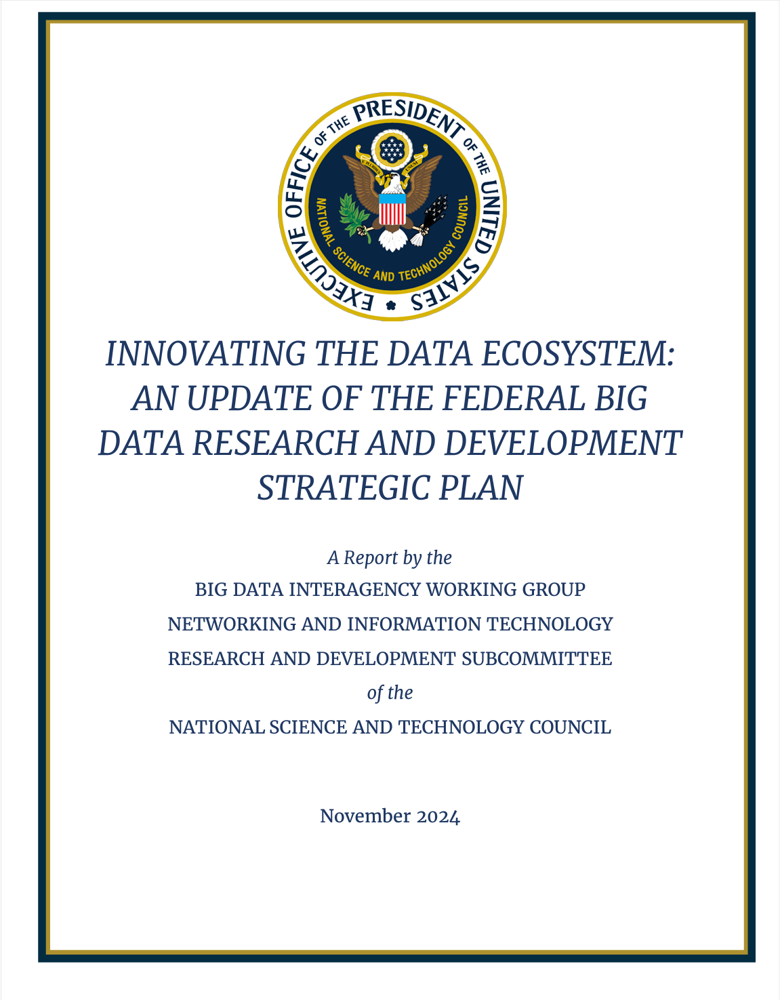 EXECUTIVE OFFICE OF THE PRESIDENT OF THE UNITED STATES
E PLURIBUS UNUM
NATIONAL SCIENCE AND TECHNOLOGY COUNCIL
INNOVATING THE DATA ECOSYSTEM:
AN UPDATE OF THE FEDERAL BIG
DATA RESEARCH AND DEVELOPMENT
STRATEGIC PLAN
A Report by the
BIG DATA INTERAGENCY WORKING GROUP
NETWORKING AND INFORMATION TECHNOLOGY
RESEARCH AND DEVELOPMENT SUBCOMMITTEE
of the
NATIONAL SCIENCE AND TECHNOLOGY COUNCIL
November 2024